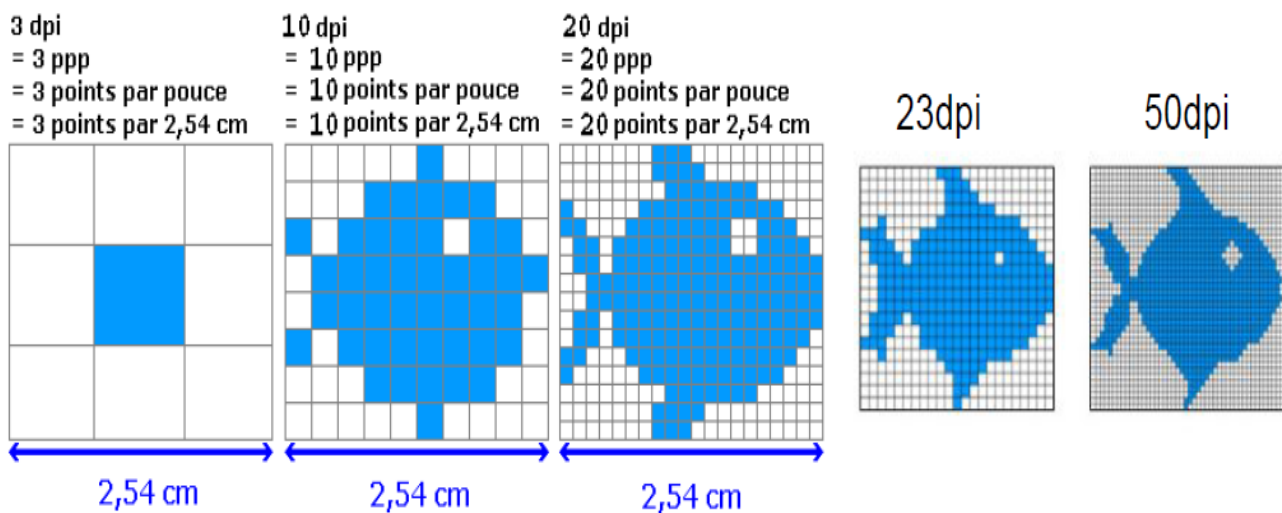 3 dpi
= 3 ppp
= 3 points par pouce
= 3 points par 2,54 cm
2,54 cm
10 dpi
= 10 ppp
= 10 points par pouce
= 10 points par 2,54 cm
2,54 cm
20 dpi
= 20 ppp
= 20 points par pouce
= 20 points par 2,54 cm
2,54 cm
23dpi
50dpi